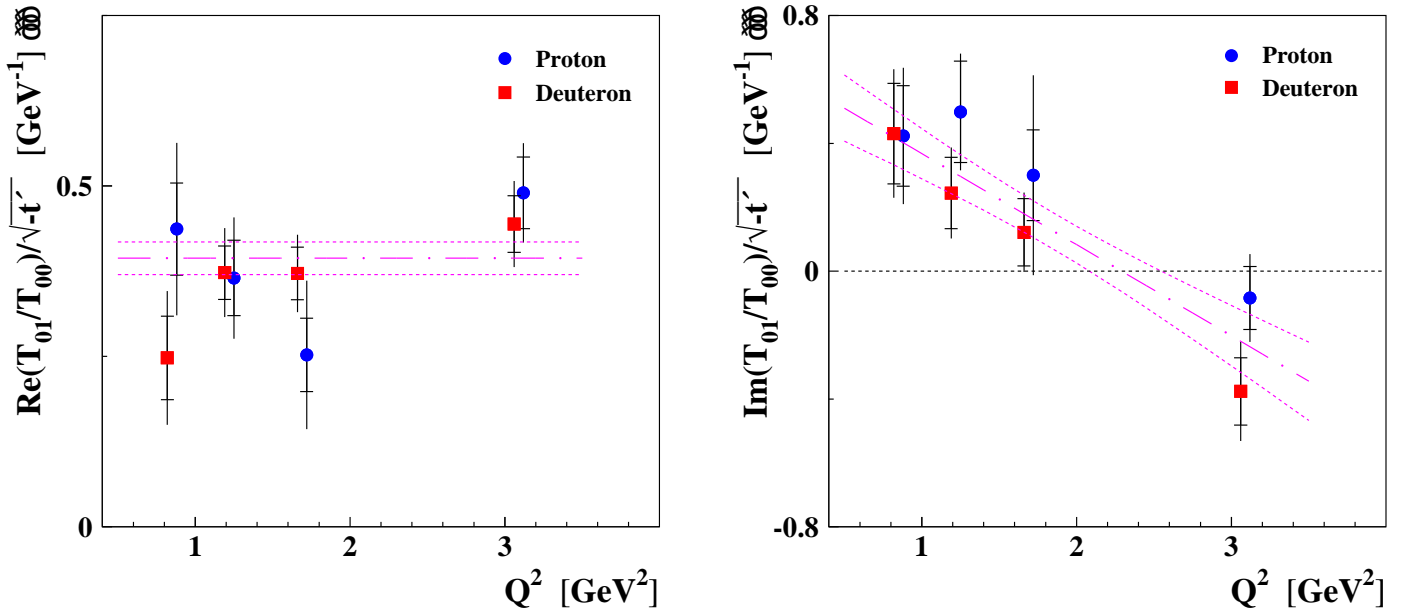 Re(T₀₁/T₀₀)/√-t´ [GeV⁻¹]
0.5
0
Proton
Deuteron
1 2 3
Q² [GeV²]
Im(T₀₁/T₀₀)/√-t´ [GeV⁻¹]
0.8
0
-0.8
Proton
Deuteron
1 2 3
Q² [GeV²]